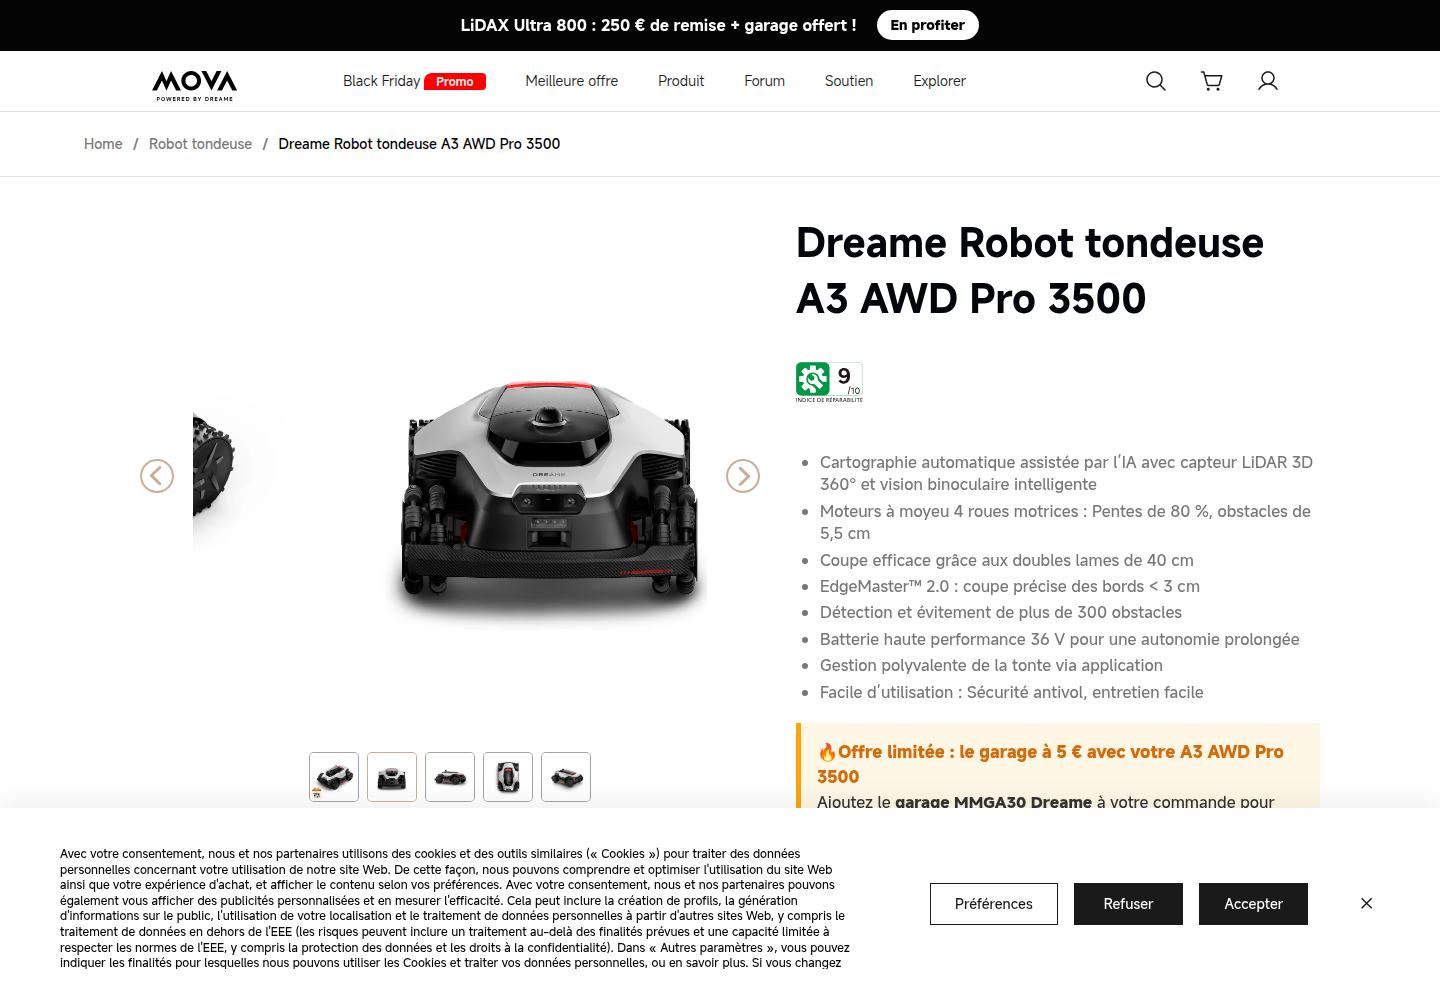 LiDAX Ultra 800 : 250 € de remise + garage offert !
En profiter
MOVA
POWERED BY DREAME
Black Friday
Promo
Meilleure offre
Produit
Forum
Soutien
Explorer
Home / Robot tondeuse / Dreame Robot tondeuse A3 AWD Pro 3500
Dreame Robot tondeuse
A3 AWD Pro 3500
9
/10
INDICE DE RÉPARABILITÉ
DREAME
Cartographie automatique assistée par l'IA avec capteur LiDAR 3D
360° et vision binoculaire intelligente
Moteurs à moyeu 4 roues motrices : Pentes de 80 %, obstacles de
5,5 cm
Coupe efficace grâce aux doubles lames de 40 cm
EdgeMaster™ 2.0 : coupe précise des bords < 3 cm
Détection et évitement de plus de 300 obstacles
Batterie haute performance 36 V pour une autonomie prolongée
Gestion polyvalente de la tonte via application
Facile d'utilisation : Sécurité antivol, entretien facile
🔥Offre limitée : le garage à 5 € avec votre A3 AWD Pro
3500
Ajoutez le garage MMGA30 Dreame à votre commande pour
Avec votre consentement, nous et nos partenaires utilisons des cookies et des outils similaires (« Cookies ») pour traiter des données
personnelles concernant votre utilisation de notre site Web. De cette façon, nous pouvons comprendre et optimiser l'utilisation du site Web
ainsi que votre expérience d'achat, et afficher le contenu selon vos préférences. Avec votre consentement, nous et nos partenaires pouvons
également vous afficher des publicités personnalisées et en mesurer l'efficacité. Cela peut inclure la création de profils, la génération
d'informations sur le public, l'utilisation de votre localisation et le traitement de données personnelles à partir d'autres sites Web, y compris le
traitement de données en dehors de l'EEE (les risques peuvent inclure un traitement au-delà des finalités prévues et une capacité limitée à
respecter les normes de l'EEE, y compris la protection des données et les droits à la confidentialité). Dans « Autres paramètres », vous pouvez
indiquer les finalités pour lesquelles nous pouvons utiliser les Cookies et traiter vos données personnelles, ou en savoir plus. Si vous changez
Préférences
Refuser
Accepter